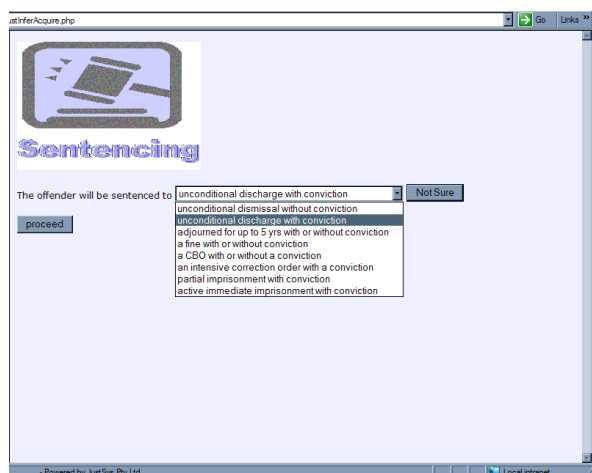 ustInferAcquire.php
Go Links »
Sentencing
The offender will be sentenced to unconditional discharge with conviction Not Sure
unconditional dismissal without conviction
unconditional discharge with conviction
proceed
adjourned for up to 5 yrs with or without conviction
a fine with or without conviction
a CBO with or without a conviction
an intensive correction order with a conviction
partial imprisonment with conviction
active immediate imprisonment with conviction
- Powered by JustSys Pty Ltd
Local intranet